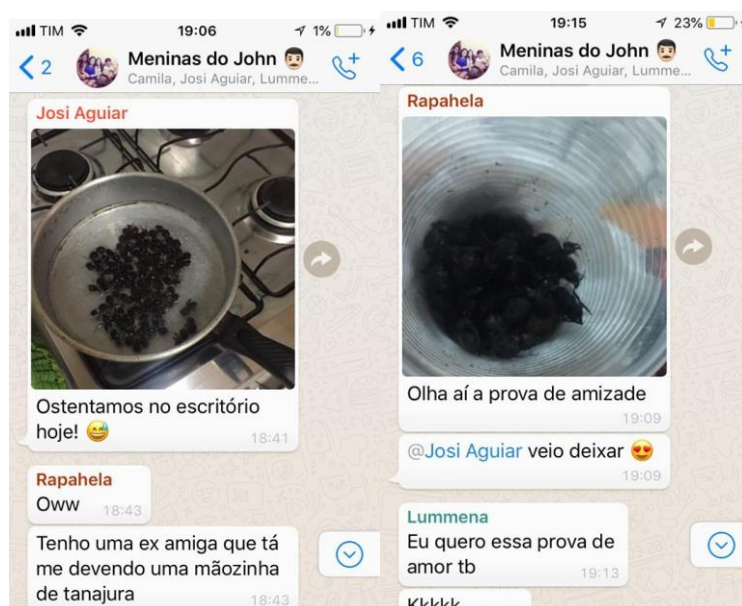 TIM 19:06 1%
2 Meninas do John
Camila, Josi Aguiar, Lumme...
Josi Aguiar
Ostentamos no escritório
hoje! 😅 18:41
Rapahela
Oww 18:43
Tenho uma ex amiga que tá
me devendo uma mãozinha
de tanajura 18:43
TIM 19:15 23%
6 Meninas do John
Camila, Josi Aguiar, Lumme...
Rapahela
Olha aí a prova de amizade
19:09
@Josi Aguiar veio deixar 😍
19:09
Lummena
Eu quero essa prova de
amor tb 19:13
Kkkkk